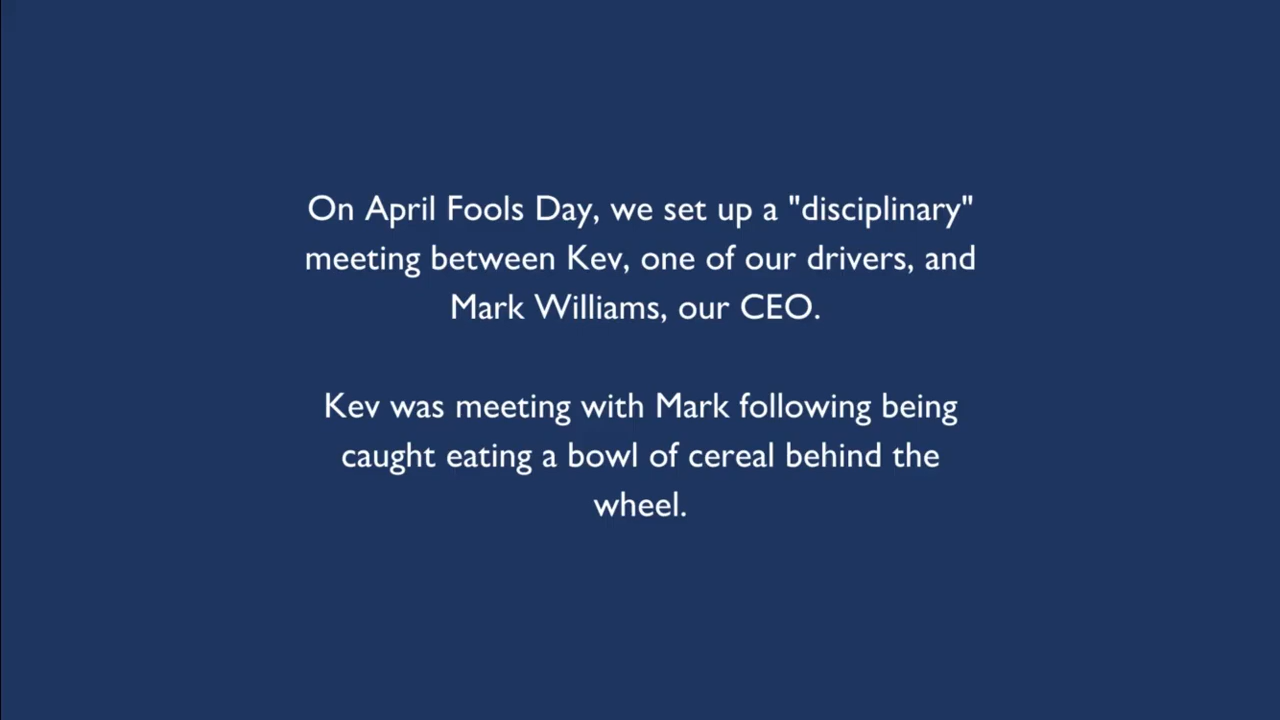 On April Fools Day, we set up a "disciplinary"
meeting between Kev, one of our drivers, and
Mark Williams, our CEO.
Kev was meeting with Mark following being
caught eating a bowl of cereal behind the
wheel.